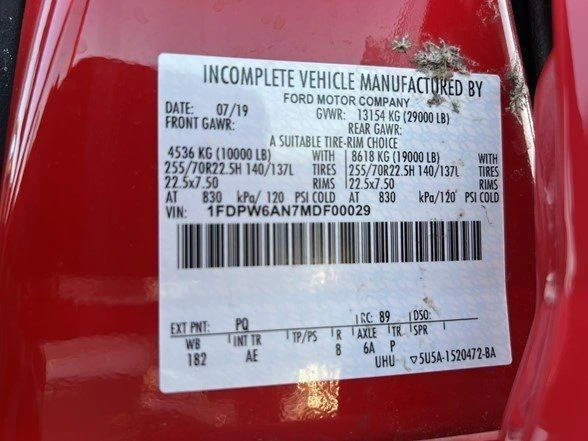 INCOMPLETE VEHICLE MANUFACTURED BY
FORD MOTOR COMPANY
DATE: 07/19 GVWR: 13154 KG (29000 LB)
FRONT GAWR: REAR GAWR:
A SUITABLE TIRE-RIM CHOICE
4536 KG (10000 LB) WITH 8618 KG (19000 LB) WITH
255/70R22.5H 140/137L TIRES 255/70R22.5H 140/137L TIRES
22.5x7.50 RIMS 22.5x7.50 RIMS
AT 830 kPa/ 120 PSI COLD AT 830 kPa/ 120 PSI COLD
VIN: 1FDPW6AN7MDF00029
EXT PNT: PQ RC: 89 DSO:
WB INT TR TP/PS R AXLE TR SPR
182 AE 8 6A P
UHU ▽5U5A-1520472-BA